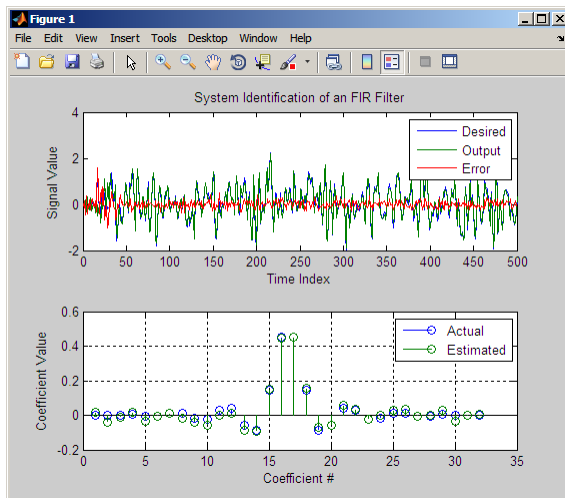 Figure 1
File Edit View Insert Tools Desktop Window Help
System Identification of an FIR Filter
Signal Value
4
2
0
-2
Desired
Output
Error
0 50 100 150 200 250 300 350 400 450 500
Time Index
Coefficient Value
0.6
0.4
0.2
0
-0.2
Actual
Estimated
0 5 10 15 20 25 30 35
Coefficient #